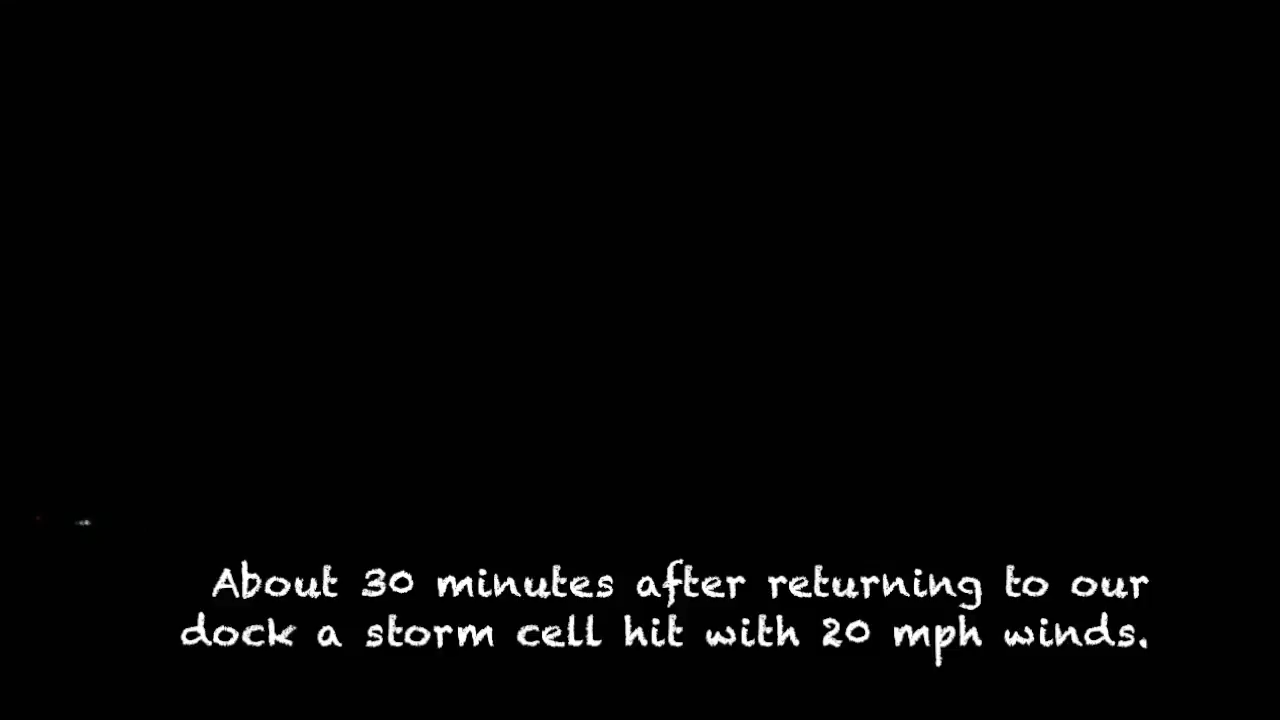 About 30 minutes after returning to our
dock a storm cell hit with 20 mph winds.